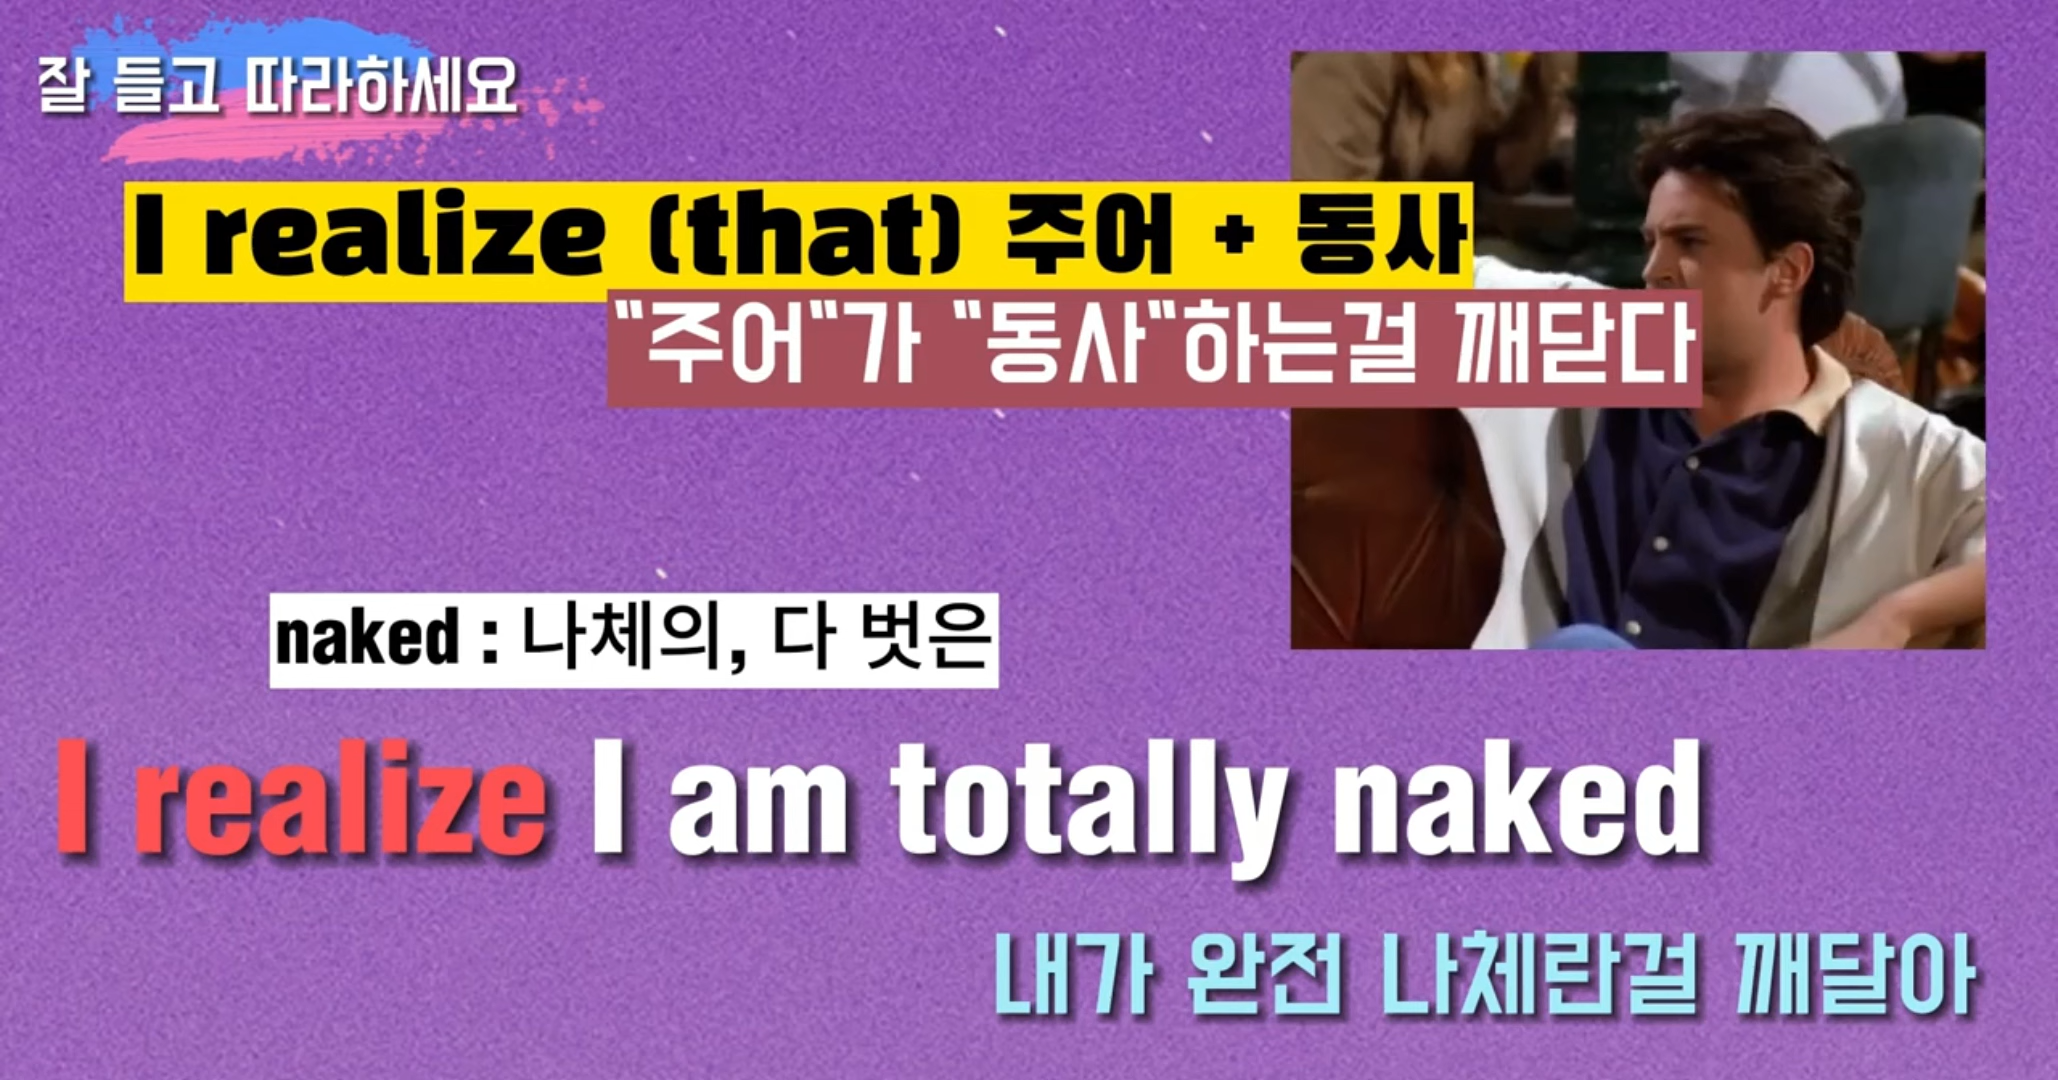 잘 들고 따라하세요
I realize (that) 주어 + 동사
"주어"가 "동사"하는걸 깨닫다
naked : 나체의, 다 벗은
I realize I am totally naked
내가 완전 나체란걸 깨달아